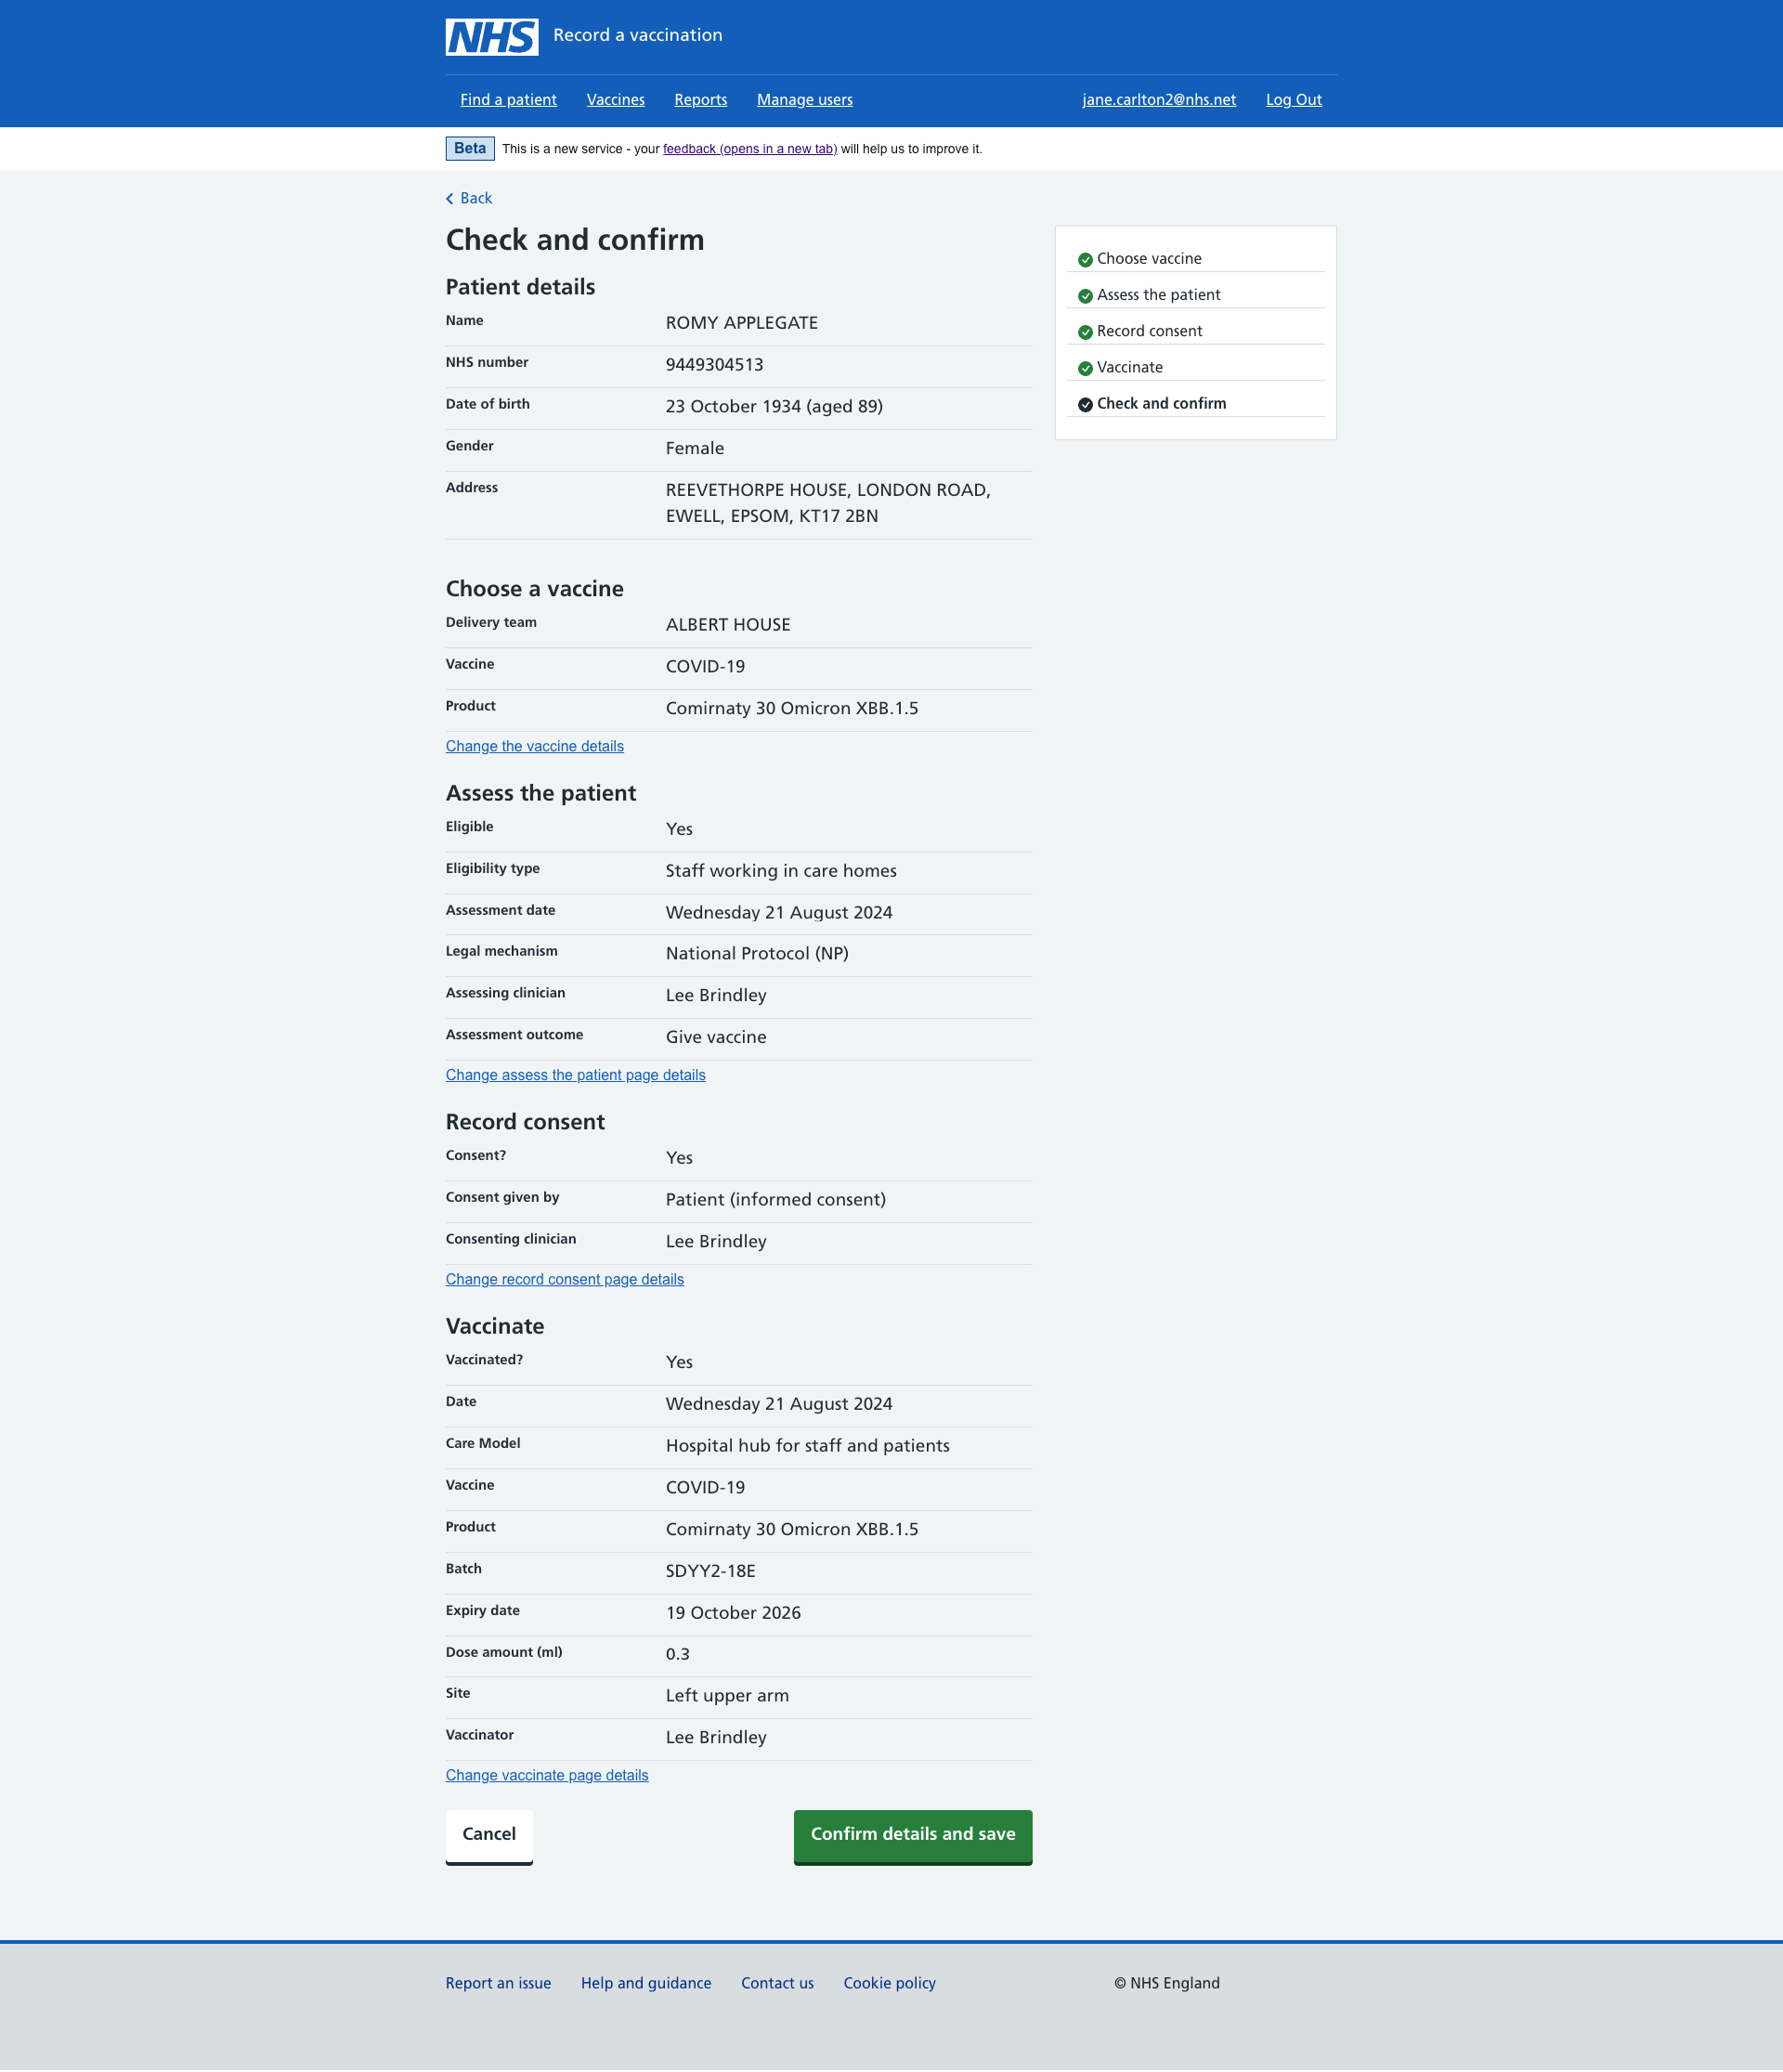 NHS Record a vaccination
Find a patient Vaccines Reports Manage users jane.carlton2@nhs.net Log Out
Beta This is a new service - your feedback (opens in a new tab) will help us to improve it.
Back
Check and confirm
Patient details
Name ROMY APPLEGATE
NHS number 9449304513
Date of birth 23 October 1934 (aged 89)
Gender Female
Address REEVETHORPE HOUSE, LONDON ROAD,
EWELL, EPSOM, KT17 2BN
Choose a vaccine
Delivery team ALBERT HOUSE
Vaccine COVID-19
Product Comirnaty 30 Omicron XBB.1.5
Change the vaccine details
Assess the patient
Eligible Yes
Eligibility type Staff working in care homes
Assessment date Wednesday 21 August 2024
Legal mechanism National Protocol (NP)
Assessing clinician Lee Brindley
Assessment outcome Give vaccine
Change assess the patient page details
Record consent
Consent? Yes
Consent given by Patient (informed consent)
Consenting clinician Lee Brindley
Change record consent page details
Vaccinate
Vaccinated? Yes
Date Wednesday 21 August 2024
Care Model Hospital hub for staff and patients
Vaccine COVID-19
Product Comirnaty 30 Omicron XBB.1.5
Batch SDYY2-18E
Expiry date 19 October 2026
Dose amount (ml) 0.3
Site Left upper arm
Vaccinator Lee Brindley
Change vaccinate page details
Cancel Confirm details and save
Choose vaccine
Assess the patient
Record consent
Vaccinate
Check and confirm
Report an issue Help and guidance Contact us Cookie policy © NHS England